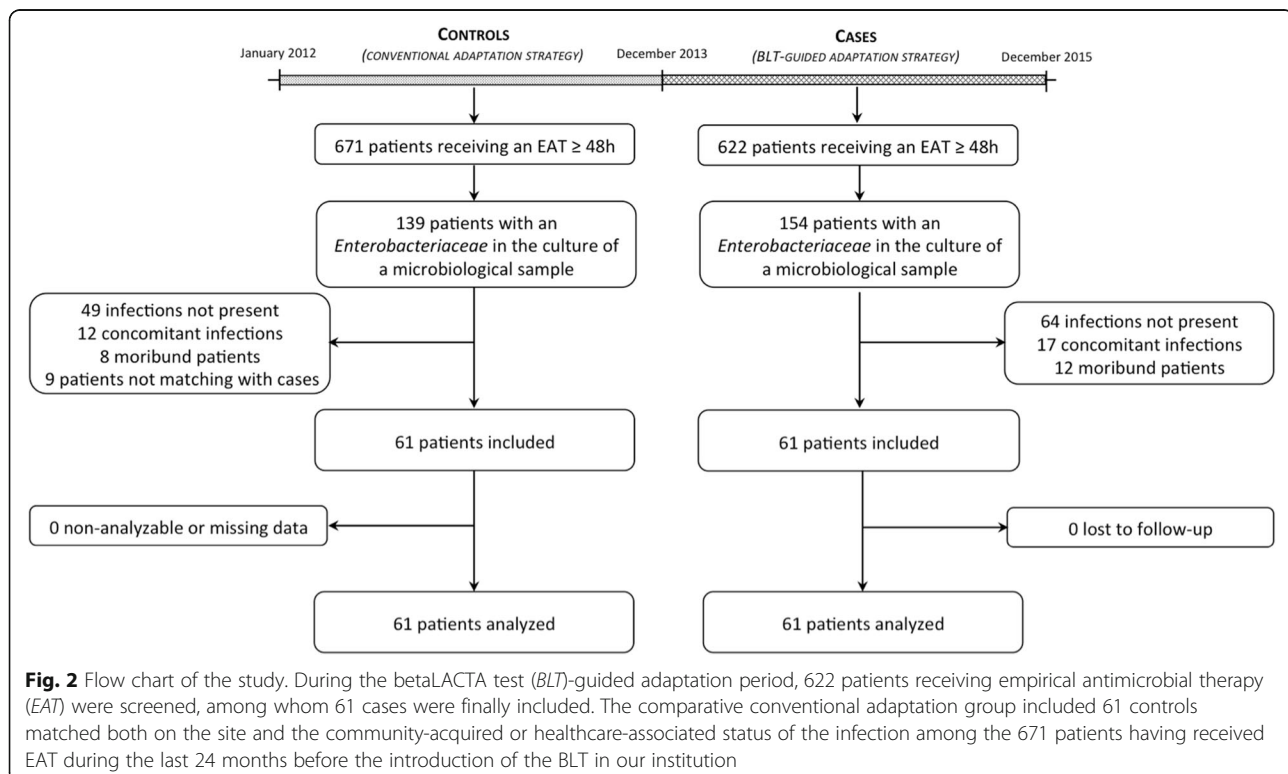 CONTROLS
(CONVENTIONAL ADAPTATION STRATEGY)
CASES
(BLT-GUIDED ADAPTATION STRATEGY)
January 2012
December 2013
December 2015
671 patients receiving an EAT ≥ 48h
622 patients receiving an EAT ≥ 48h
139 patients with an
Enterobacteriaceae in the culture of
a microbiological sample
154 patients with an
Enterobacteriaceae in the culture of
a microbiological sample
49 infections not present
12 concomitant infections
8 moribund patients
9 patients not matching with cases
64 infections not present
17 concomitant infections
12 moribund patients
61 patients included
61 patients included
0 non-analyzable or missing data
0 lost to follow-up
61 patients analyzed
61 patients analyzed
Fig. 2 Flow chart of the study. During the betaLACTA test (BLT)-guided adaptation period, 622 patients receiving empirical antimicrobial therapy
(EAT) were screened, among whom 61 cases were finally included. The comparative conventional adaptation group included 61 controls
matched both on the site and the community-acquired or healthcare-associated status of the infection among the 671 patients having received
EAT during the last 24 months before the introduction of the BLT in our institution